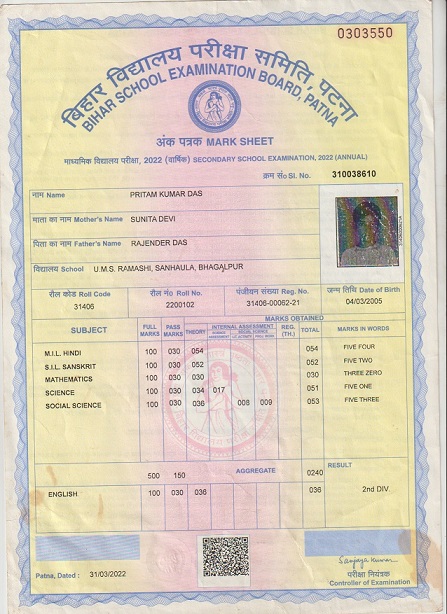 0303550
बिहार विद्यालय परीक्षा समिति, पटना
BIHAR SCHOOL EXAMINATION BOARD, PATNA
अंक पत्रक MARK SHEET
माध्यमिक विद्यालय परीक्षा, 2022 (वार्षिक) SECONDARY SCHOOL EXAMINATION, 2022 (ANNUAL)
क्रम सं० Sl. No. 310038610
नाम Name PRITAM KUMAR DAS
माता का नाम Mother's Name SUNITA DEVI
पिता का नाम Father's Name RAJENDER DAS
विद्यालय School U.M.S. RAMASHI, SANHAULA, BHAGALPUR
रौल कोड Roll Code रौल नं० Roll No. पंजीयन संख्या Reg. No. जन्म तिथि Date of Birth
31406 2200102 31406-00062-21 04/03/2005
MARKS OBTAINED
SUBJECT FULL MARKS PASS MARKS THEORY INTERNAL ASSESSMENT REG. (TH.) TOTAL MARKS IN WORDS
M.I.L. HINDI 100 030 054 054 FIVE FOUR
S.I.L. SANSKRIT 100 030 052 052 FIVE TWO
MATHEMATICS 100 030 030 030 THREE ZERO
SCIENCE 100 030 034 017 051 FIVE ONE
SOCIAL SCIENCE 100 030 036 008 009 053 FIVE THREE
500 150 AGGREGATE 0240 RESULT
ENGLISH 100 030 036 036 2nd DIV.
Sanjay Kumar
परीक्षा नियंत्रक
Patna, Dated : 31/03/2022 Controller of Examination